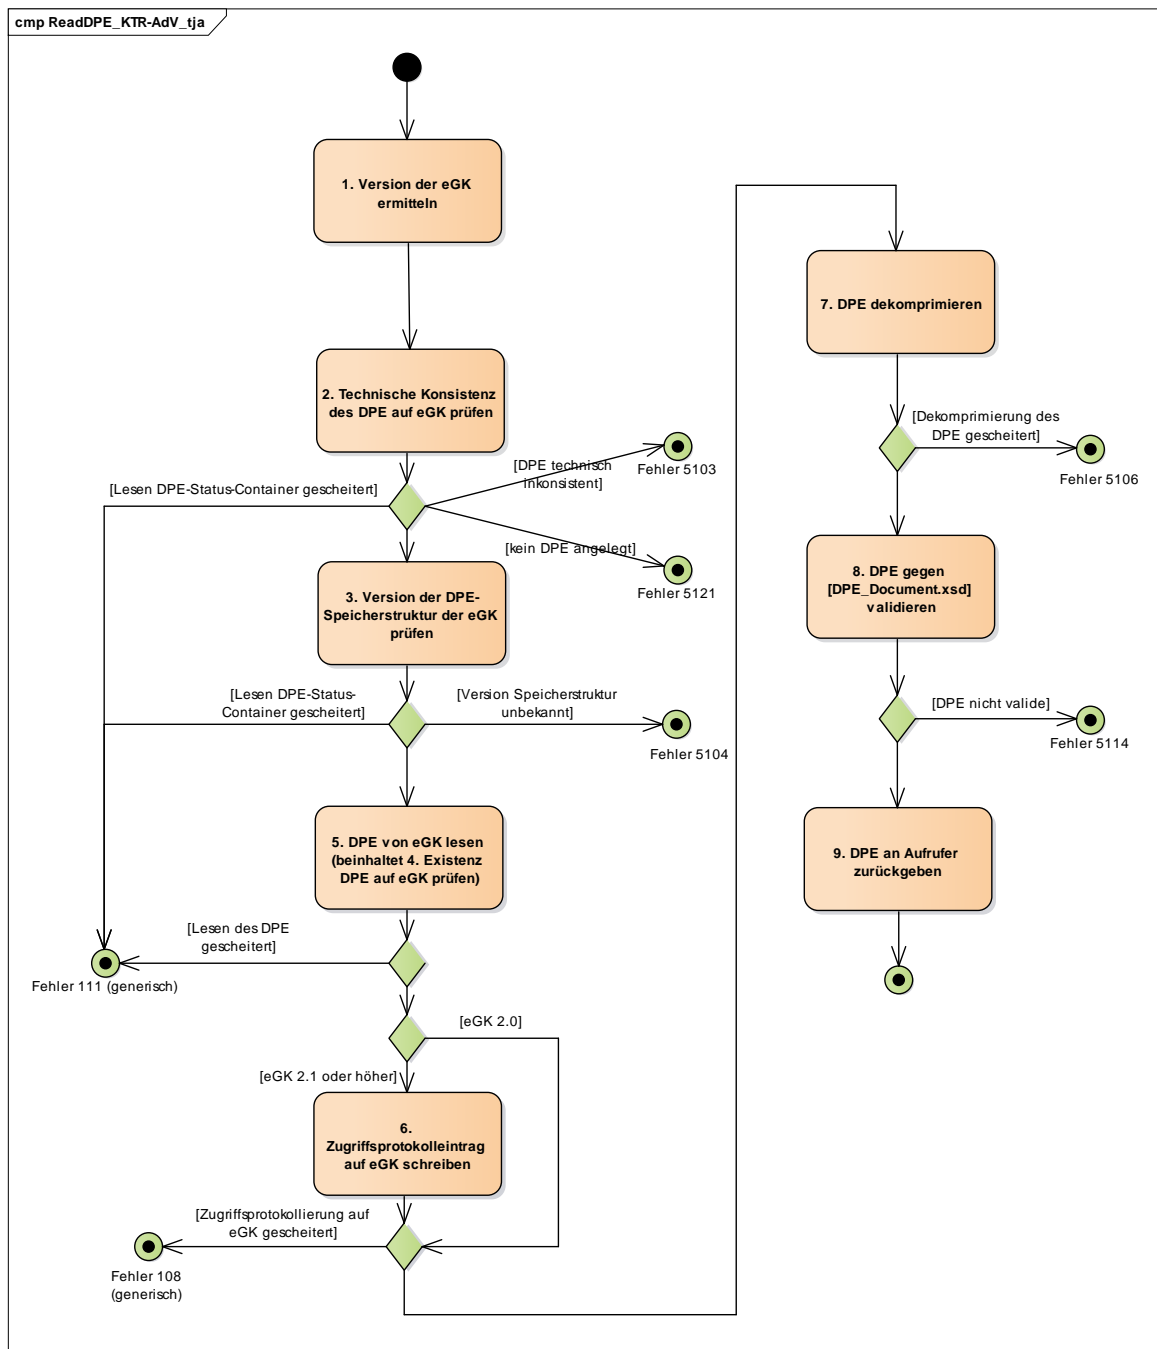 cmp ReadDPE_KTR-AdV_tja
1. Version der eGK
ermitteln
2. Technische Konsistenz
des DPE auf eGK prüfen
[DPE technisch
inkonsistent]
Fehler 5103
[Lesen DPE-Status-Container gescheitert]
[kein DPE angelegt]
Fehler 5121
3. Version der DPE-
Speicherstruktur der eGK
prüfen
[Lesen DPE-Status-
Container gescheitert]
[Version Speicherstruktur
unbekannt]
Fehler 5104
5. DPE von eGK lesen
(beinhaltet 4. Existenz
DPE auf eGK prüfen)
[Lesen des DPE
gescheitert]
Fehler 111 (generisch)
[eGK 2.0]
[eGK 2.1 oder höher]
6.
Zugriffsprotokolleintrag
auf eGK schreiben
[Zugriffsprotokollierung auf
eGK gescheitert]
Fehler 108
(generisch)
7. DPE dekomprimieren
[Dekomprimierung des
DPE gescheitert]
Fehler 5106
8. DPE gegen
[DPE_Document.xsd]
validieren
[DPE nicht valide]
Fehler 5114
9. DPE an Aufrufer
zurückgeben